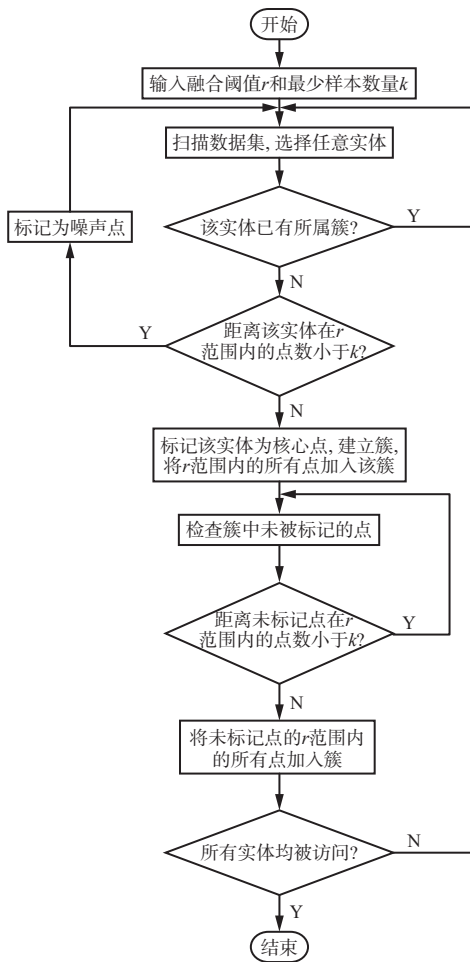 开始
输入融合阈值r和最少样本数量k
扫描数据集, 选择任意实体
标记为噪声点
该实体已有所属簇?
Y
N
Y
距离该实体在r
范围内的点数小于k?
N
标记该实体为核心点, 建立簇,
将r范围内的所有点加入该簇
检查簇中未被标记的点
距离未标记点在r
范围内的点数小于k?
Y
N
将未标记点的r范围内
的所有点加入簇
所有实体均被访问?
N
Y
结束